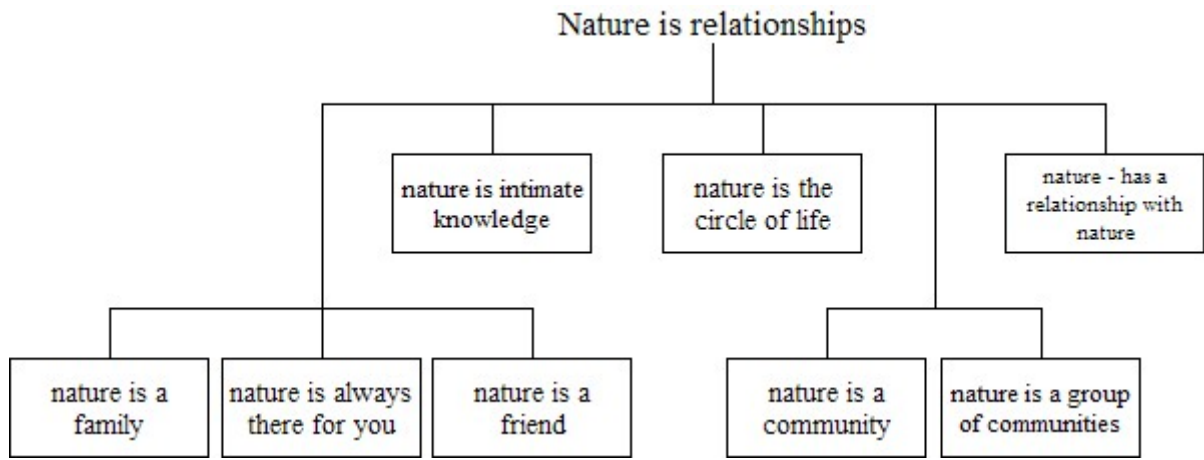 Nature is relationships
nature is intimate
knowledge
nature is the
circle of life
nature - has a
relationship with
nature
nature is a
family
nature is always
there for you
nature is a
friend
nature is a
community
nature is a group
of communities